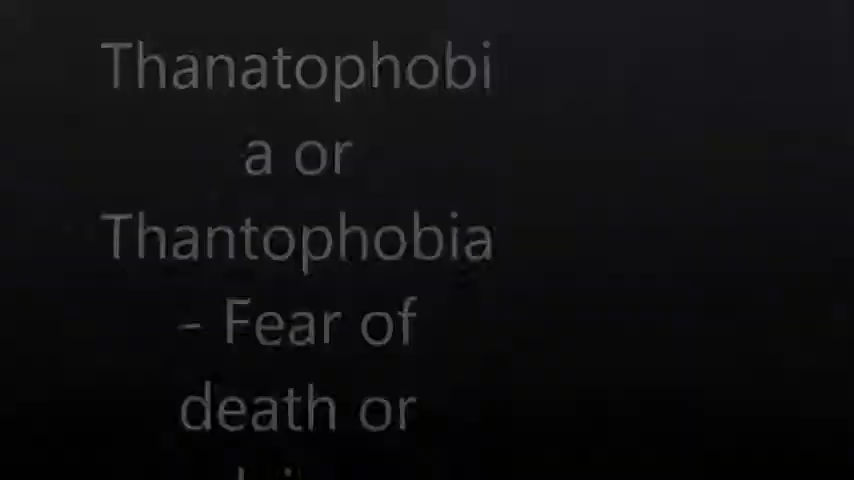 Thanatophobi
a or
Thantophobia
- Fear of
death or